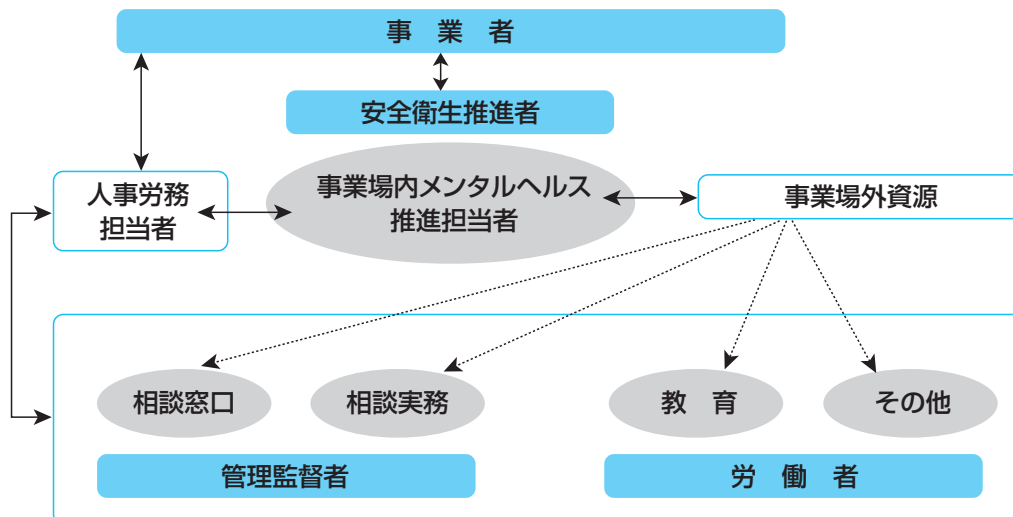 事 業 者
安全衛生推進者
人事労務
担当者
事業場内メンタルヘルス
推進担当者
事業場外資源
相談窓口
相談実務
教 育
その他
管理監督者
労 働 者